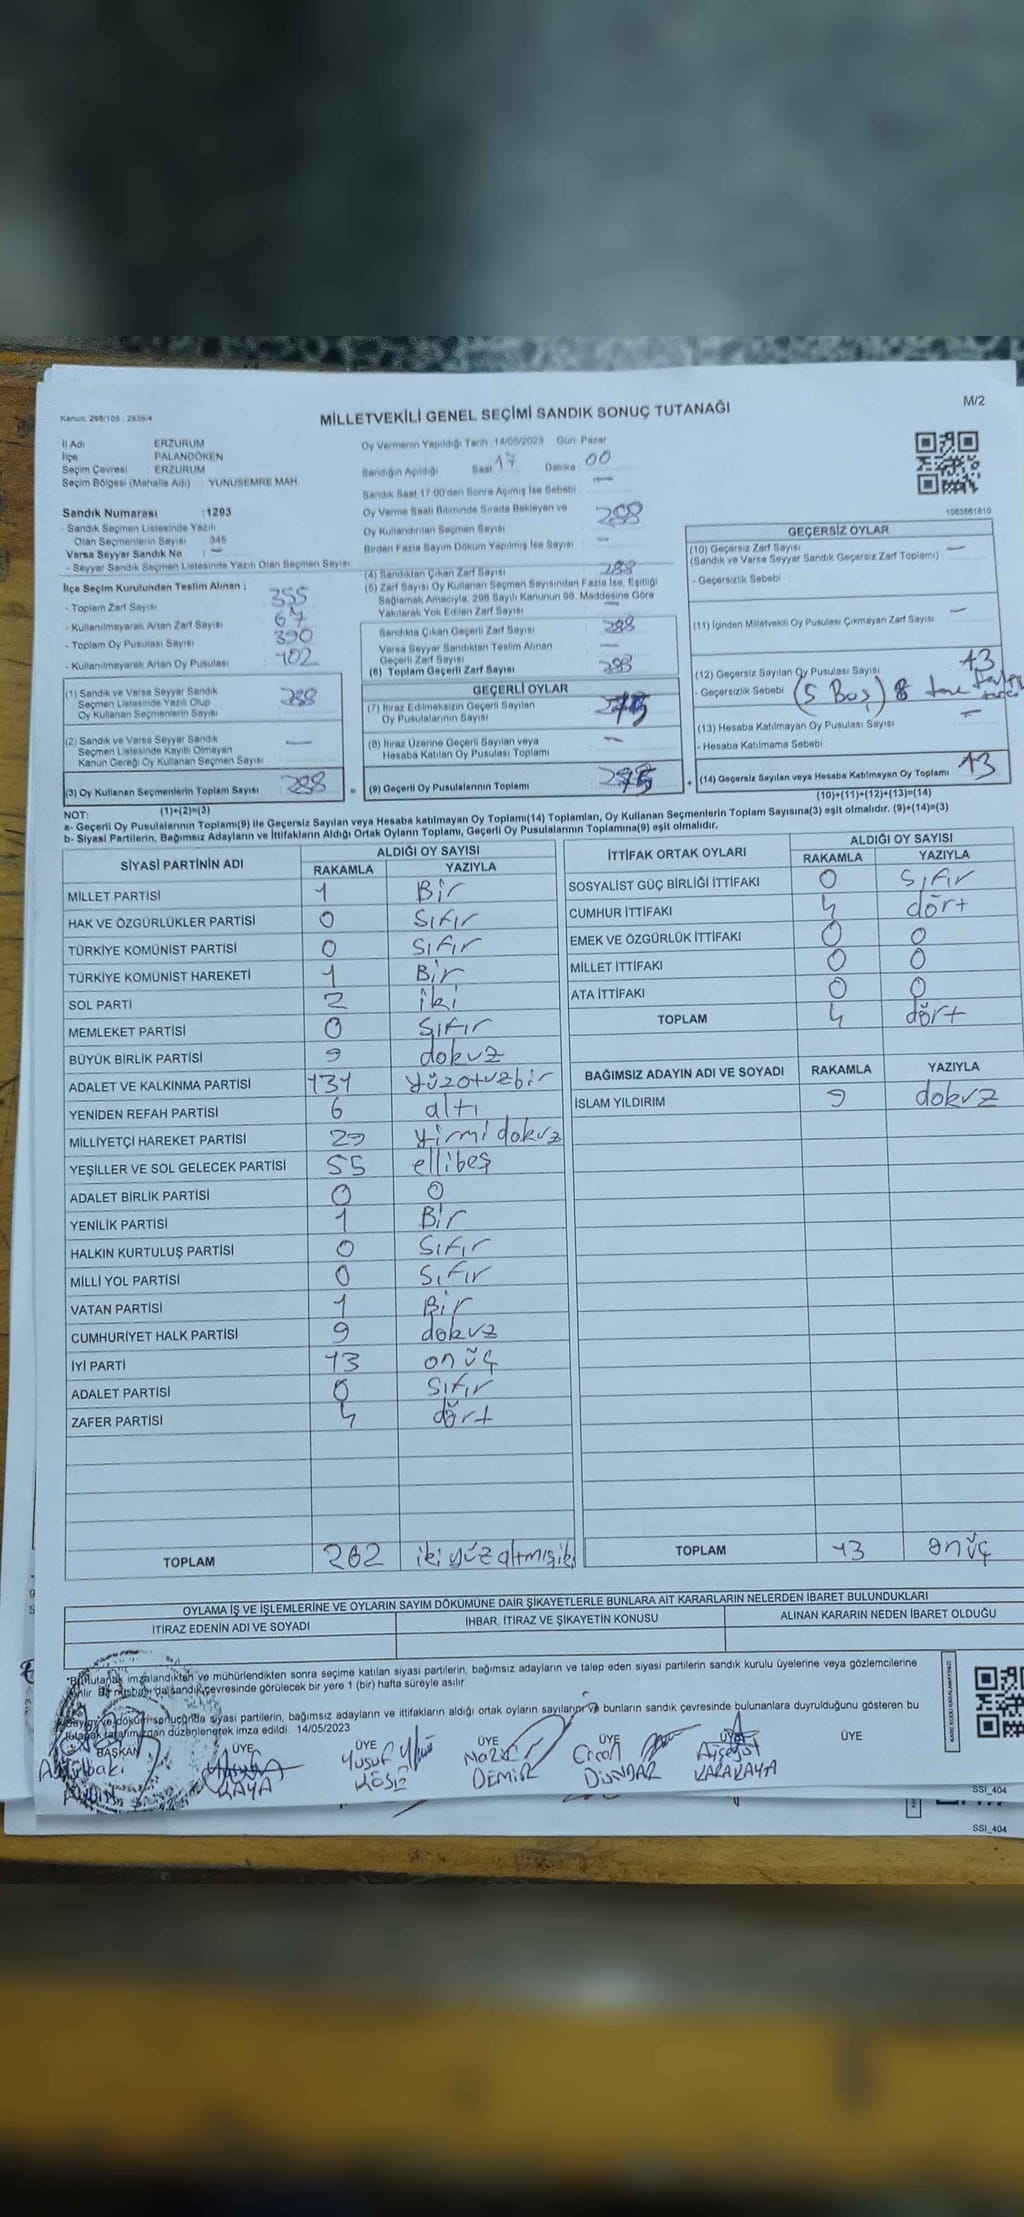 Kanun: 298/105 , 2839/4
MİLLETVEKİLİ GENEL SEÇİMİ SANDIK SONUÇ TUTANAĞI
M/2
İl Adı ERZURUM
İlçe PALANDÖKEN
Seçim Çevresi ERZURUM
Seçim Bölgesi (Mahalle Adı) YUNUSEMRE MAH
Sandık Numarası :1293
- Sandık Seçmen Listesinde Yazılı
Olan Seçmenlerin Sayısı 345
Varsa Seyyar Sandık No : —
- Seyyar Sandık Seçmen Listesinde Yazılı Olan Seçmen Sayısı
İlçe Seçim Kurulundan Teslim Alınan ;
- Toplam Zarf Sayısı 355
- Kullanılmayarak Artan Zarf Sayısı 67
- Toplam Oy Pusulası Sayısı 390
- Kullanılmayarak Artan Oy Pusulası 102
(1) Sandık ve Varsa Seyyar Sandık
Seçmen Listesinde Yazılı Olup
Oy Kullanan Seçmenlerin Sayısı 288
(2) Sandık ve Varsa Seyyar Sandık
Seçmen Listesinde Kayıtlı Olmayan
Kanun Gereği Oy Kullanan Seçmen Sayısı —
(3) Oy Kullanan Seçmenlerin Toplam Sayısı 288 =
(1)+(2)=(3)
Oy Vermenin Yapıldığı Tarih :14/05/2023 Gün: Pazar
Sandığın Açıldığı Saat 17 Dakika 00
Sandık Saat 17:00'den Sonra Açılmış İse Sebebi : —
Oy Verme Saati Bitiminde Sırada Bekleyen ve
Oy Kullandırılan Seçmen Sayısı
288
Birden Fazla Sayım Döküm Yapılmış İse Sayısı —
(4) Sandıktan Çıkan Zarf Sayısı 288
(5) Zarf Sayısı Oy Kullanan Seçmen Sayısından Fazla İse, Eşitliği
Sağlamak Amacıyla, 298 Sayılı Kanunun 98. Maddesine Göre
Yakılarak Yok Edilen Zarf Sayısı —
Sandıkta Çıkan Geçerli Zarf Sayısı 288
Varsa Seyyar Sandıktan Teslim Alınan
Geçerli Zarf Sayısı —
(6) Toplam Geçerli Zarf Sayısı 288
GEÇERLİ OYLAR
(7) İtiraz Edilmeksizin Geçerli Sayılan
Oy Pusulalarının Sayısı 275
(8) İtiraz Üzerine Geçerli Sayılan veya
Hesaba Katılan Oy Pusulası Toplamı —
(9) Geçerli Oy Pusulalarının Toplamı 275 +
1083661810
GEÇERSİZ OYLAR
(10) Geçersiz Zarf Sayısı —
(Sandık ve Varsa Seyyar Sandık Geçersiz Zarf Toplamı)
- Geçersizlik Sebebi :
(11) İçinden Milletvekili Oy Pusulası Çıkmayan Zarf Sayısı —
(12) Geçersiz Sayılan Oy Pusulası Sayısı 13
- Geçersizlik Sebebi (5 Boş) 8 tane
(13) Hesaba Katılmayan Oy Pusulası Sayısı —
- Hesaba Katılmama Sebebi
(14) Geçersiz Sayılan veya Hesaba Katılmayan Oy Toplamı 13
(10)+(11)+(12)+(13)=(14)
NOT:
a- Geçerli Oy Pusulalarının Toplamı(9) ile Geçersiz Sayılan veya Hesaba katılmayan Oy Toplamı(14) Toplamları, Oy Kullanan Seçmenlerin Toplam Sayısına(3) eşit olmalıdır. (9)+(14)=(3)
b- Siyasi Partilerin, Bağımsız Adayların ve İttifakların Aldığı Ortak Oyların Toplamı, Geçerli Oy Pusulalarının Toplamına(9) eşit olmalıdır.
SİYASİ PARTİNİN ADI ALDIĞI OY SAYISI
RAKAMLA YAZIYLA
MİLLET PARTİSİ 1 Bir
HAK VE ÖZGÜRLÜKLER PARTİSİ 0 Sıfır
TÜRKİYE KOMÜNİST PARTİSİ 0 Sıfır
TÜRKİYE KOMÜNİST HAREKETİ 1 Bir
SOL PARTİ 2 iki
MEMLEKET PARTİSİ 0 Sıfır
BÜYÜK BİRLİK PARTİSİ 9 dokuz
ADALET VE KALKINMA PARTİSİ 131 yüzotuzbir
YENİDEN REFAH PARTİSİ 6 altı
MİLLİYETÇİ HAREKET PARTİSİ 29 yirmidokuz
YEŞİLLER VE SOL GELECEK PARTİSİ 55 ellibeş
ADALET BİRLİK PARTİSİ 0 0
YENİLİK PARTİSİ 1 Bir
HALKIN KURTULUŞ PARTİSİ 0 Sıfır
MİLLİ YOL PARTİSİ 0 Sıfır
VATAN PARTİSİ 1 Bir
CUMHURİYET HALK PARTİSİ 9 dokuz
İYİ PARTİ 13 onüç
ADALET PARTİSİ 0 Sıfır
ZAFER PARTİSİ 4 dört
TOPLAM 262 ikiyüzaltmışiki
İTTİFAK ORTAK OYLARI ALDIĞI OY SAYISI
RAKAMLA YAZIYLA
SOSYALİST GÜÇ BİRLİĞİ İTTİFAKI 0 Sıfır
CUMHUR İTTİFAKI 4 dört
EMEK VE ÖZGÜRLÜK İTTİFAKI 0 0
MİLLET İTTİFAKI 0 0
ATA İTTİFAKI 0 0
TOPLAM 4 dört
BAĞIMSIZ ADAYIN ADI VE SOYADI RAKAMLA YAZIYLA
İSLAM YILDIRIM 9 dokuz
TOPLAM 13 onüç
OYLAMA İŞ VE İŞLEMLERİNE VE OYLARIN SAYIM DÖKÜMÜNE DAİR ŞİKAYETLERLE BUNLARA AİT KARARLARIN NELERDEN İBARET BULUNDUKLARI
İTİRAZ EDENİN ADI VE SOYADI İHBAR, İTİRAZ VE ŞİKAYETİN KONUSU ALINAN KARARIN NEDEN İBARET OLDUĞU
*Bu tutanak imzalandıktan ve mühürlendikten sonra seçime katılan siyasi partilerin, bağımsız adayların ve talep eden siyasi partilerin sandık kurulu üyelerine veya gözlemcilerine
verilir. Bir nüshası da sandık çevresinde görülecek bir yere 1 (bir) hafta süreyle asılır.
Sayım ve döküm sonucunda siyasi partilerin, bağımsız adayların ve ittifakların aldığı ortak oyların sayılarını ve bunların sandık çevresinde bulunanlara duyrulduğunu gösteren bu
tutanak tarafımızdan düzenlenerek imza edildi. 14/05/2023
BAŞKAN ÜYE ÜYE ÜYE ÜYE ÜYE ÜYE
Abdulbaki Yusuf Ercan Ayşegül
AYDIN KAYA KÖSE DEMİR DÜNDAR KARAKAYA
KARE KODU KARALAMAYINIZ
SSI_404
SSI_404